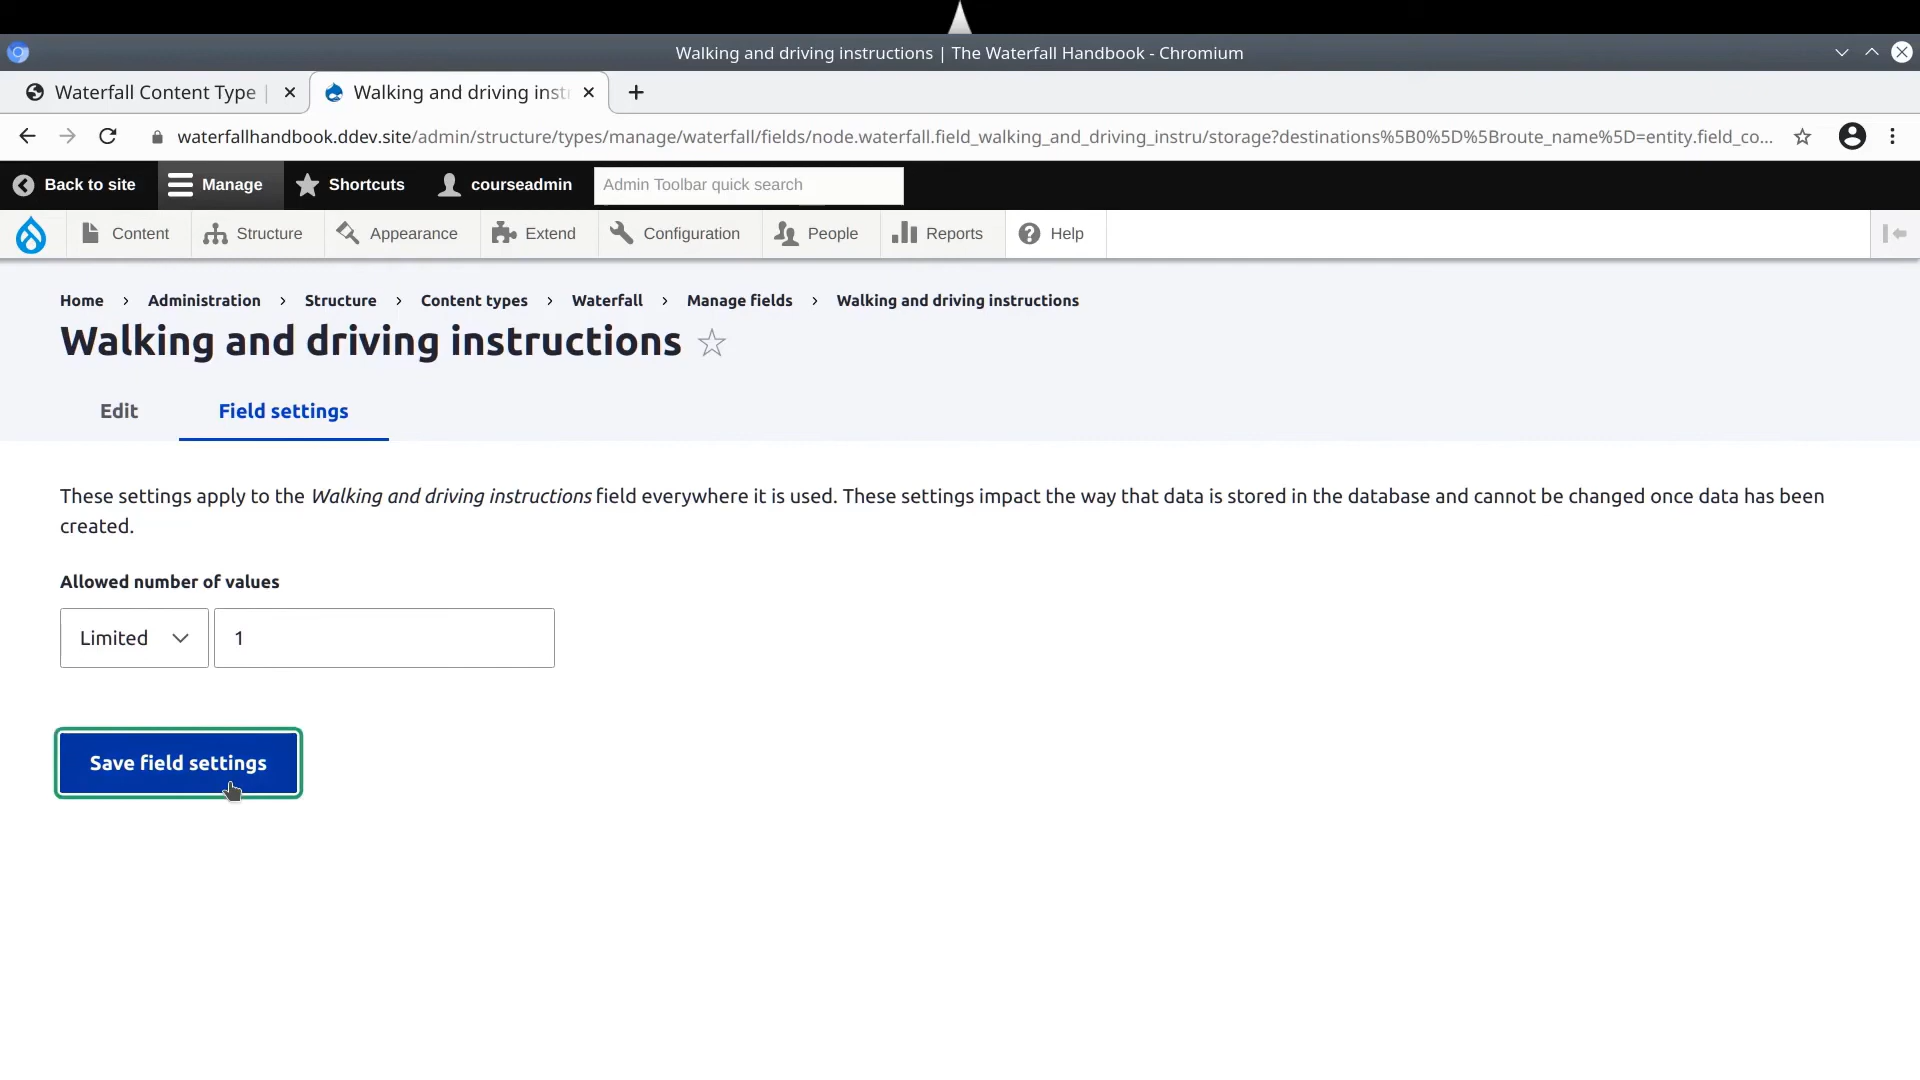 Walking and driving instructions | The Waterfall Handbook - Chromium
Waterfall Content Type |
Walking and driving inst
waterfallhandbook.ddev.site/admin/structure/types/manage/waterfall/fields/node.waterfall.field_walking_and_driving_instru/storage?destinations%5B0%5D%5Broute_name%5D=entity.field_co...
Back to site
Manage
Shortcuts
courseadmin
Admin Toolbar quick search
Content
Structure
Appearance
Extend
Configuration
People
Reports
Help
Home › Administration › Structure › Content types › Waterfall › Manage fields › Walking and driving instructions
Walking and driving instructions
Edit
Field settings
These settings apply to the Walking and driving instructions field everywhere it is used. These settings impact the way that data is stored in the database and cannot be changed once data has been
created.
Allowed number of values
Limited
1
Save field settings